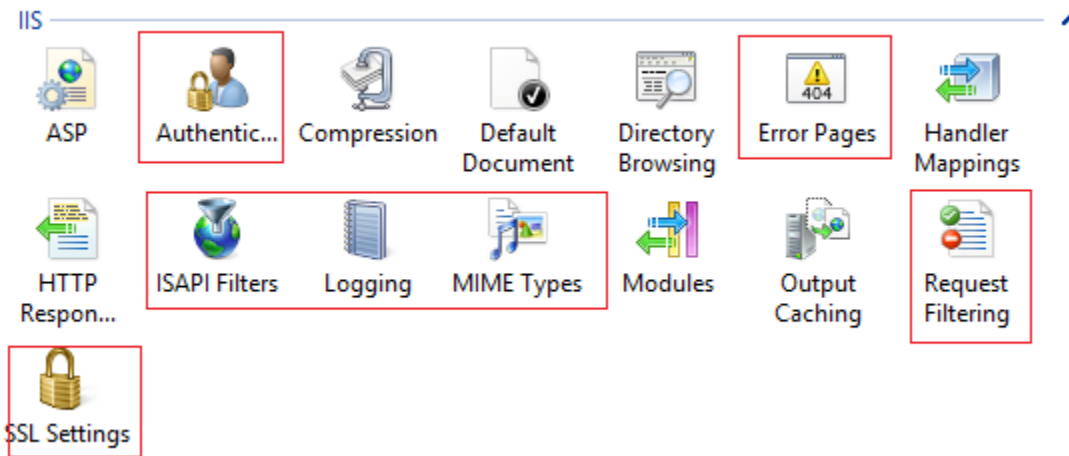 IIS
404
ASP Authentic... Compression Default Directory Error Pages Handler
Document Browsing Mappings
HTTP ISAPI Filters Logging MIME Types Modules Output Request
Respon... Caching Filtering
SSL Settings